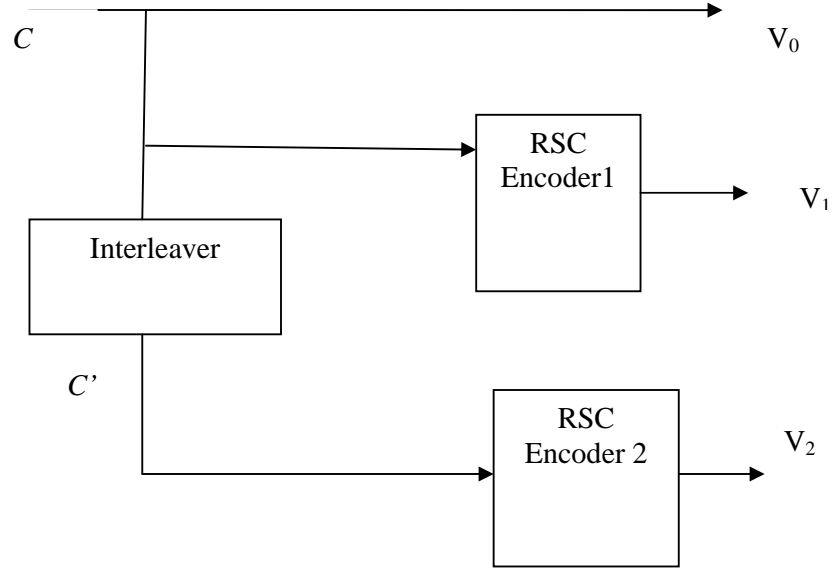 C
V₀
RSC
Encoder1
V₁
Interleaver
C’
RSC
Encoder 2
V₂